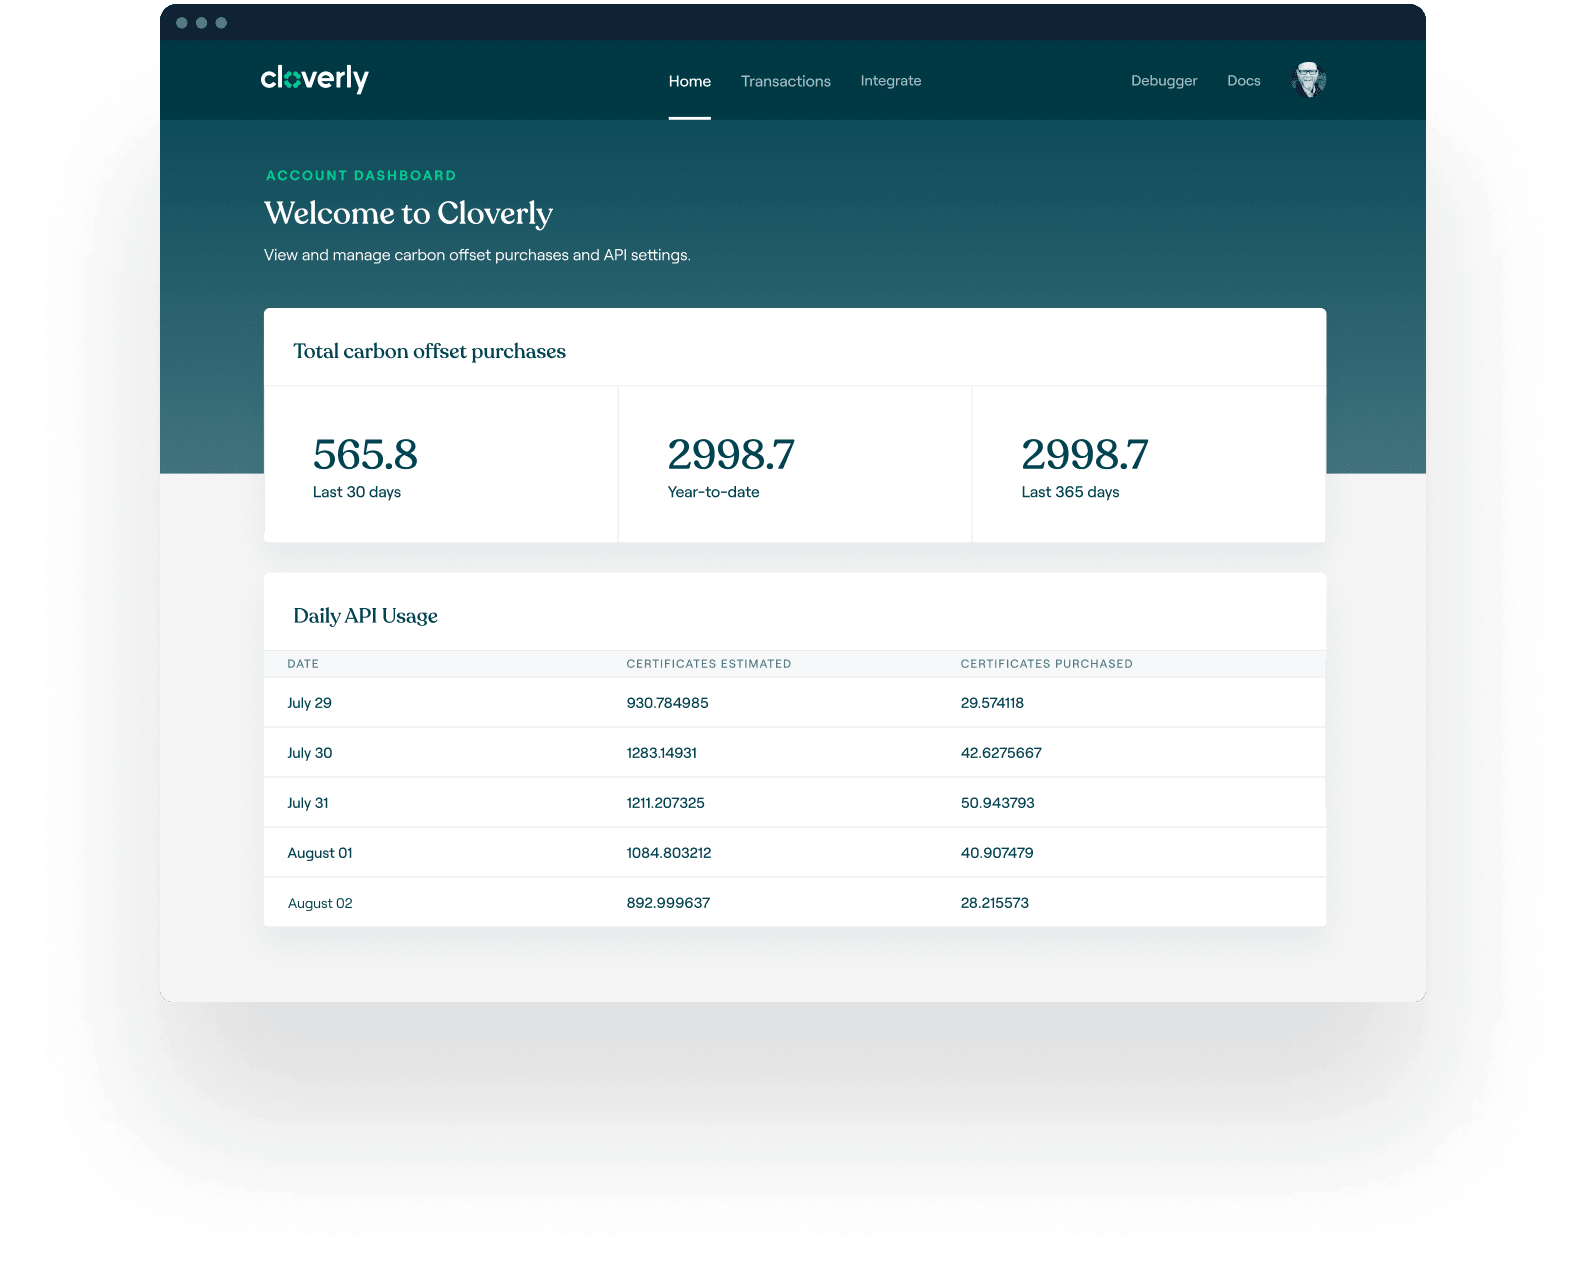 cloverly
Home Transactions Integrate Debugger Docs
ACCOUNT DASHBOARD
Welcome to Cloverly
View and manage carbon offset purchases and API settings.
Total carbon offset purchases
565.8 2998.7 2998.7
Last 30 days Year-to-date Last 365 days
Daily API Usage
DATE CERTIFICATES ESTIMATED CERTIFICATES PURCHASED
July 29 930.784985 29.574118
July 30 1283.14931 42.6275667
July 31 1211.207325 50.943793
August 01 1084.803212 40.907479
August 02 892.999637 28.215573